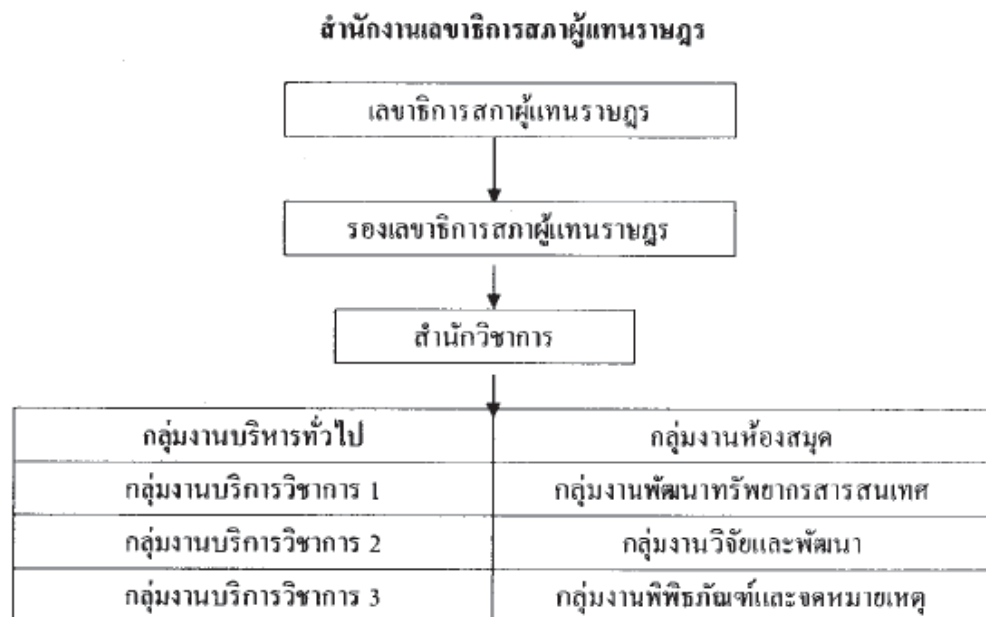 สำนักงานเลขาธิการสภาผู้แทนราษฎร
เลขาธิการสภาผู้แทนราษฎร
รองเลขาธิการสภาผู้แทนราษฎร
สำนักวิชาการ
กลุ่มงานบริหารทั่วไป กลุ่มงานห้องสมุด
กลุ่มงานบริการวิชาการ 1 กลุ่มงานพัฒนาทรัพยากรสารสนเทศ
กลุ่มงานบริการวิชาการ 2 กลุ่มงานวิจัยและพัฒนา
กลุ่มงานบริการวิชาการ 3 กลุ่มงานพิพิธภัณฑ์และจดหมายเหตุ